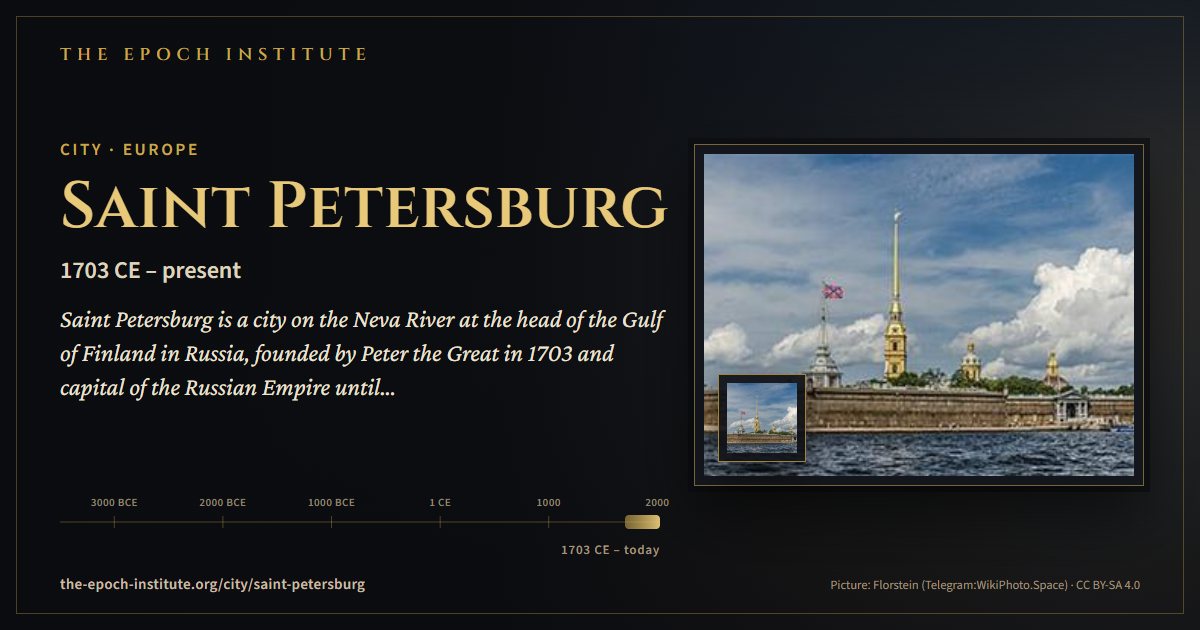 THE EPOCH INSTITUTE
CITY · EUROPE
SAINT PETERSBURG
1703 CE – present
Saint Petersburg is a city on the Neva River at the head of the Gulf
of Finland in Russia, founded by Peter the Great in 1703 and
capital of the Russian Empire until...
3000 BCE 2000 BCE 1000 BCE 1 CE 1000 2000
1703 CE – today
the-epoch-institute.org/city/saint-petersburg
Picture: Florstein (Telegram:WikiPhoto.Space) · CC BY-SA 4.0